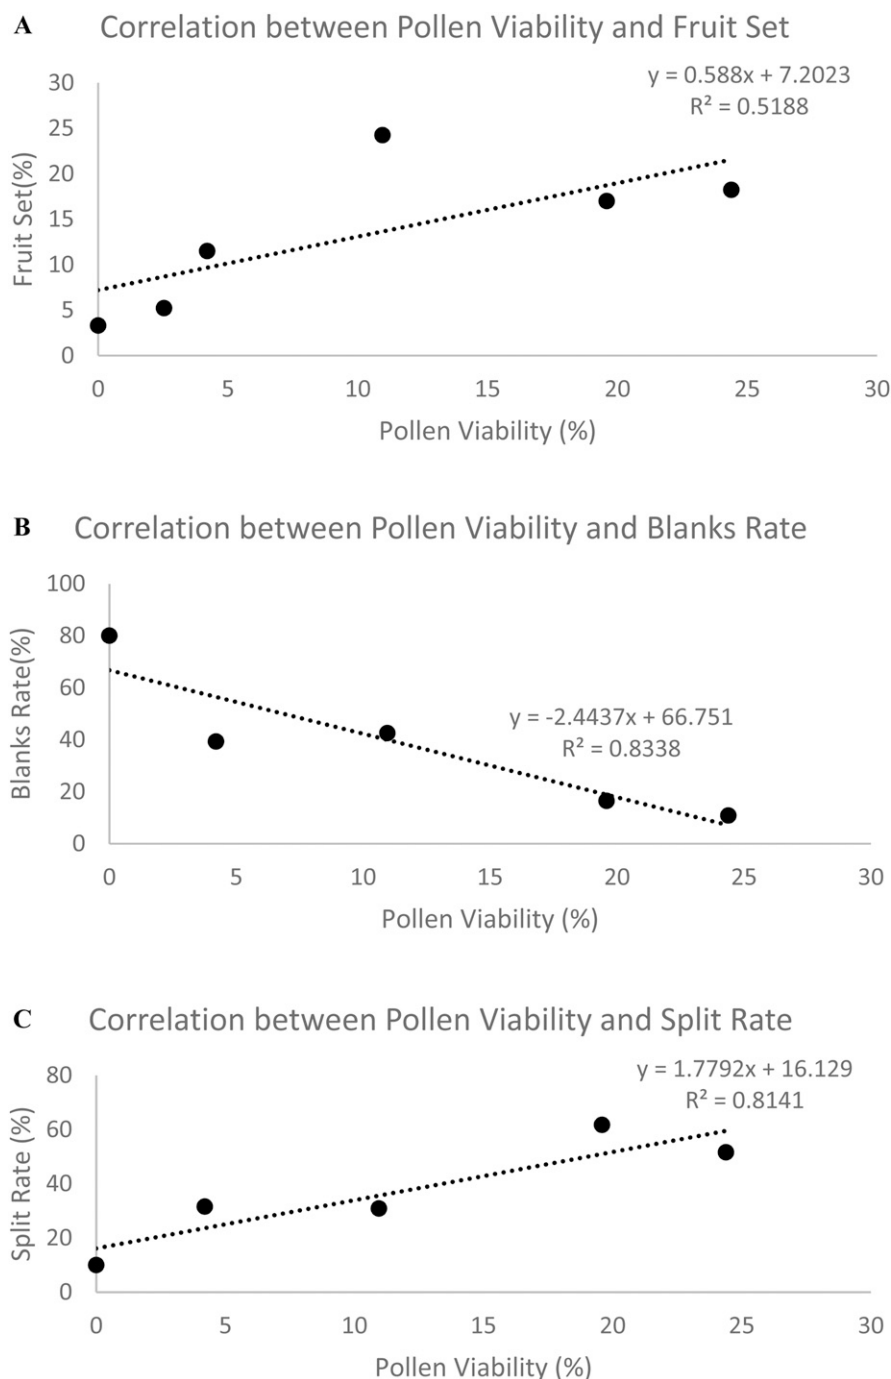 A Correlation between Pollen Viability and Fruit Set
y = 0.588x + 7.2023
R² = 0.5188
30
25
20
15
10
5
0
Fruit Set(%)
0 5 10 15 20 25 30
Pollen Viability (%)
B Correlation between Pollen Viability and Blanks Rate
100
80
60
40
20
0
Blanks Rate(%)
y = -2.4437x + 66.751
R² = 0.8338
0 5 10 15 20 25 30
Pollen Viability (%)
C Correlation between Pollen Viability and Split Rate
y = 1.7792x + 16.129
R² = 0.8141
80
60
40
20
0
Split Rate (%)
0 5 10 15 20 25 30
Pollen Viability (%)